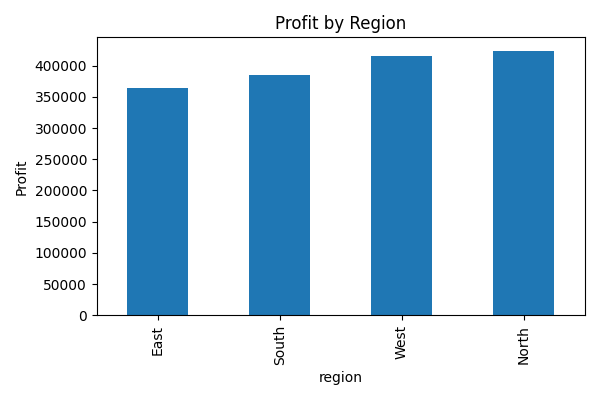 Profit by Region
Profit
400000
350000
300000
250000
200000
150000
100000
50000
0
East
South
West
North
region